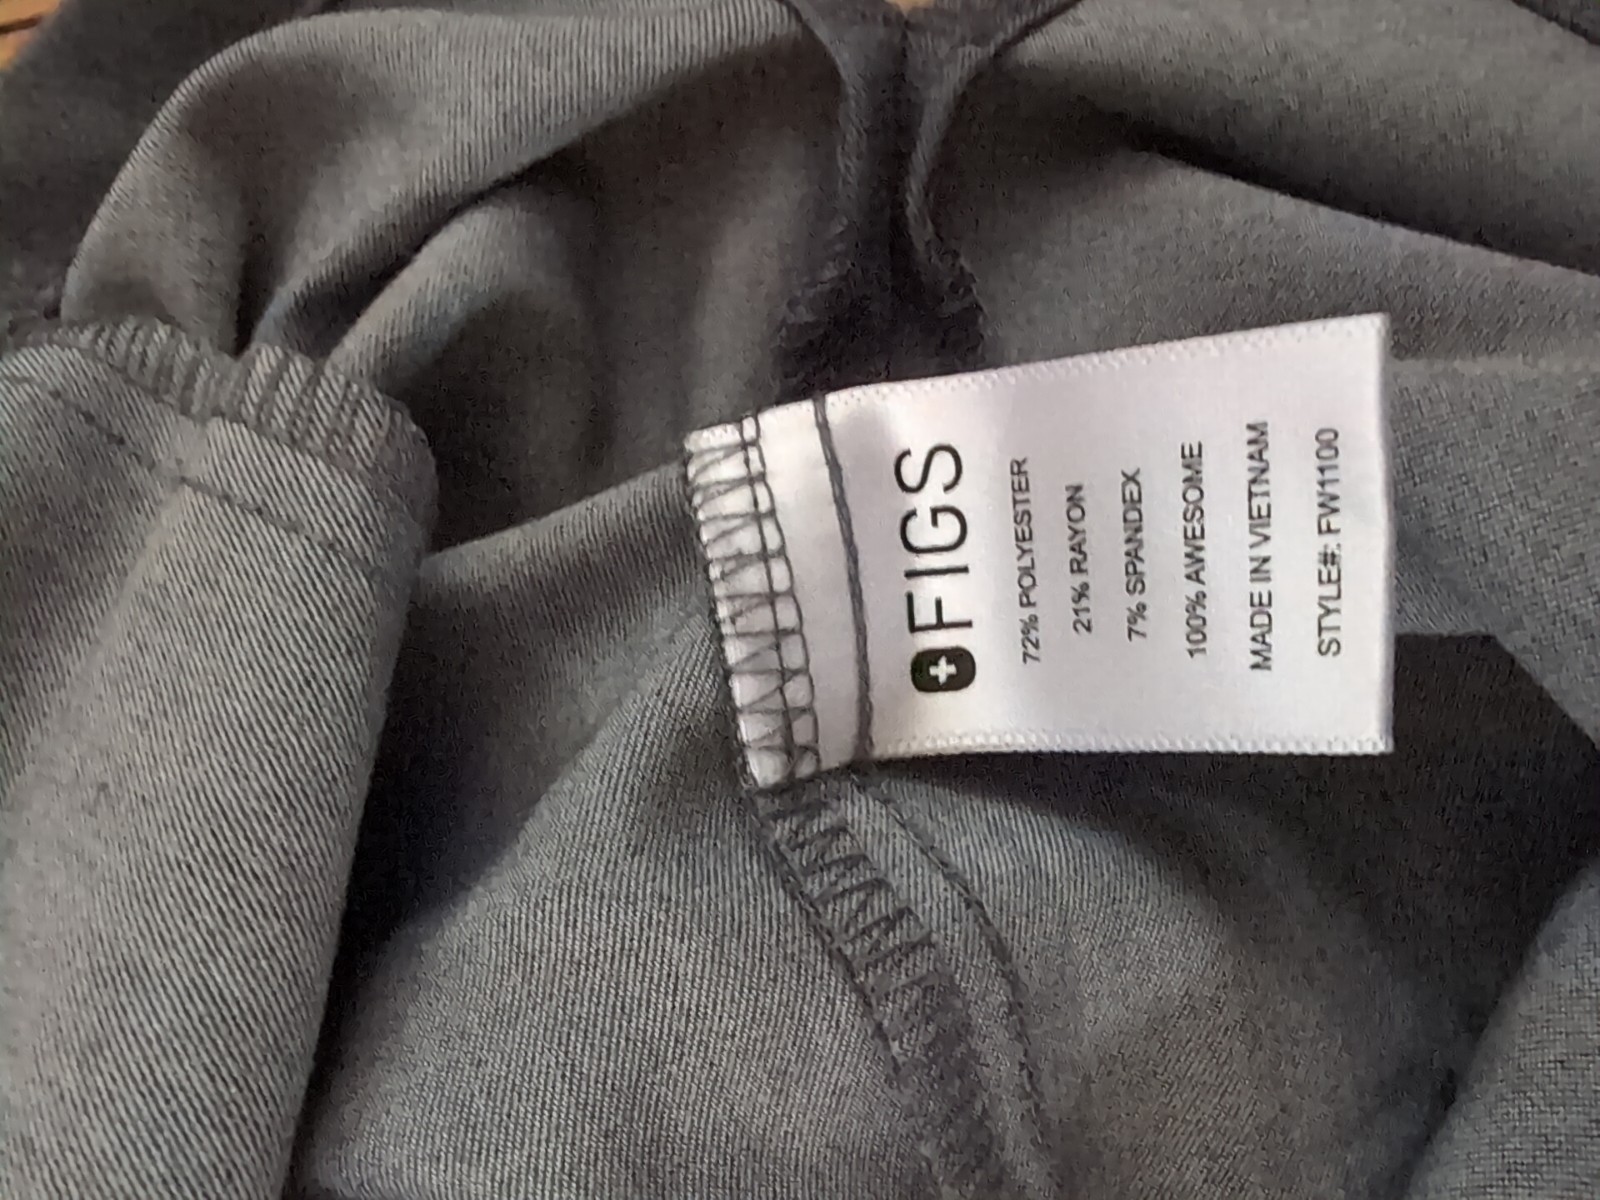 FIGS
72% POLYESTER
21% RAYON
7% SPANDEX
100% AWESOME
MADE IN VIETNAM
STYLE#: FW1100